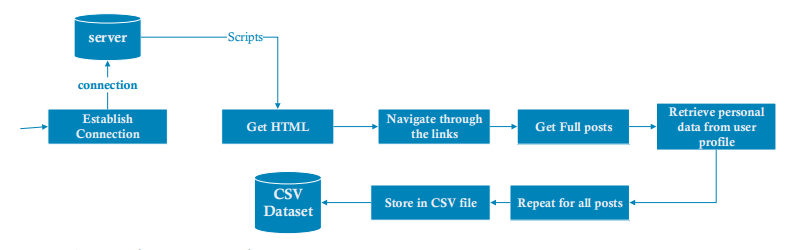 server
Scripts
connection
Establish
Connection
Get HTML
Navigate through
the links
Get Full posts
Retrieve personal
data from user
profile
Repeat for all posts
Store in CSV file
CSV
Dataset